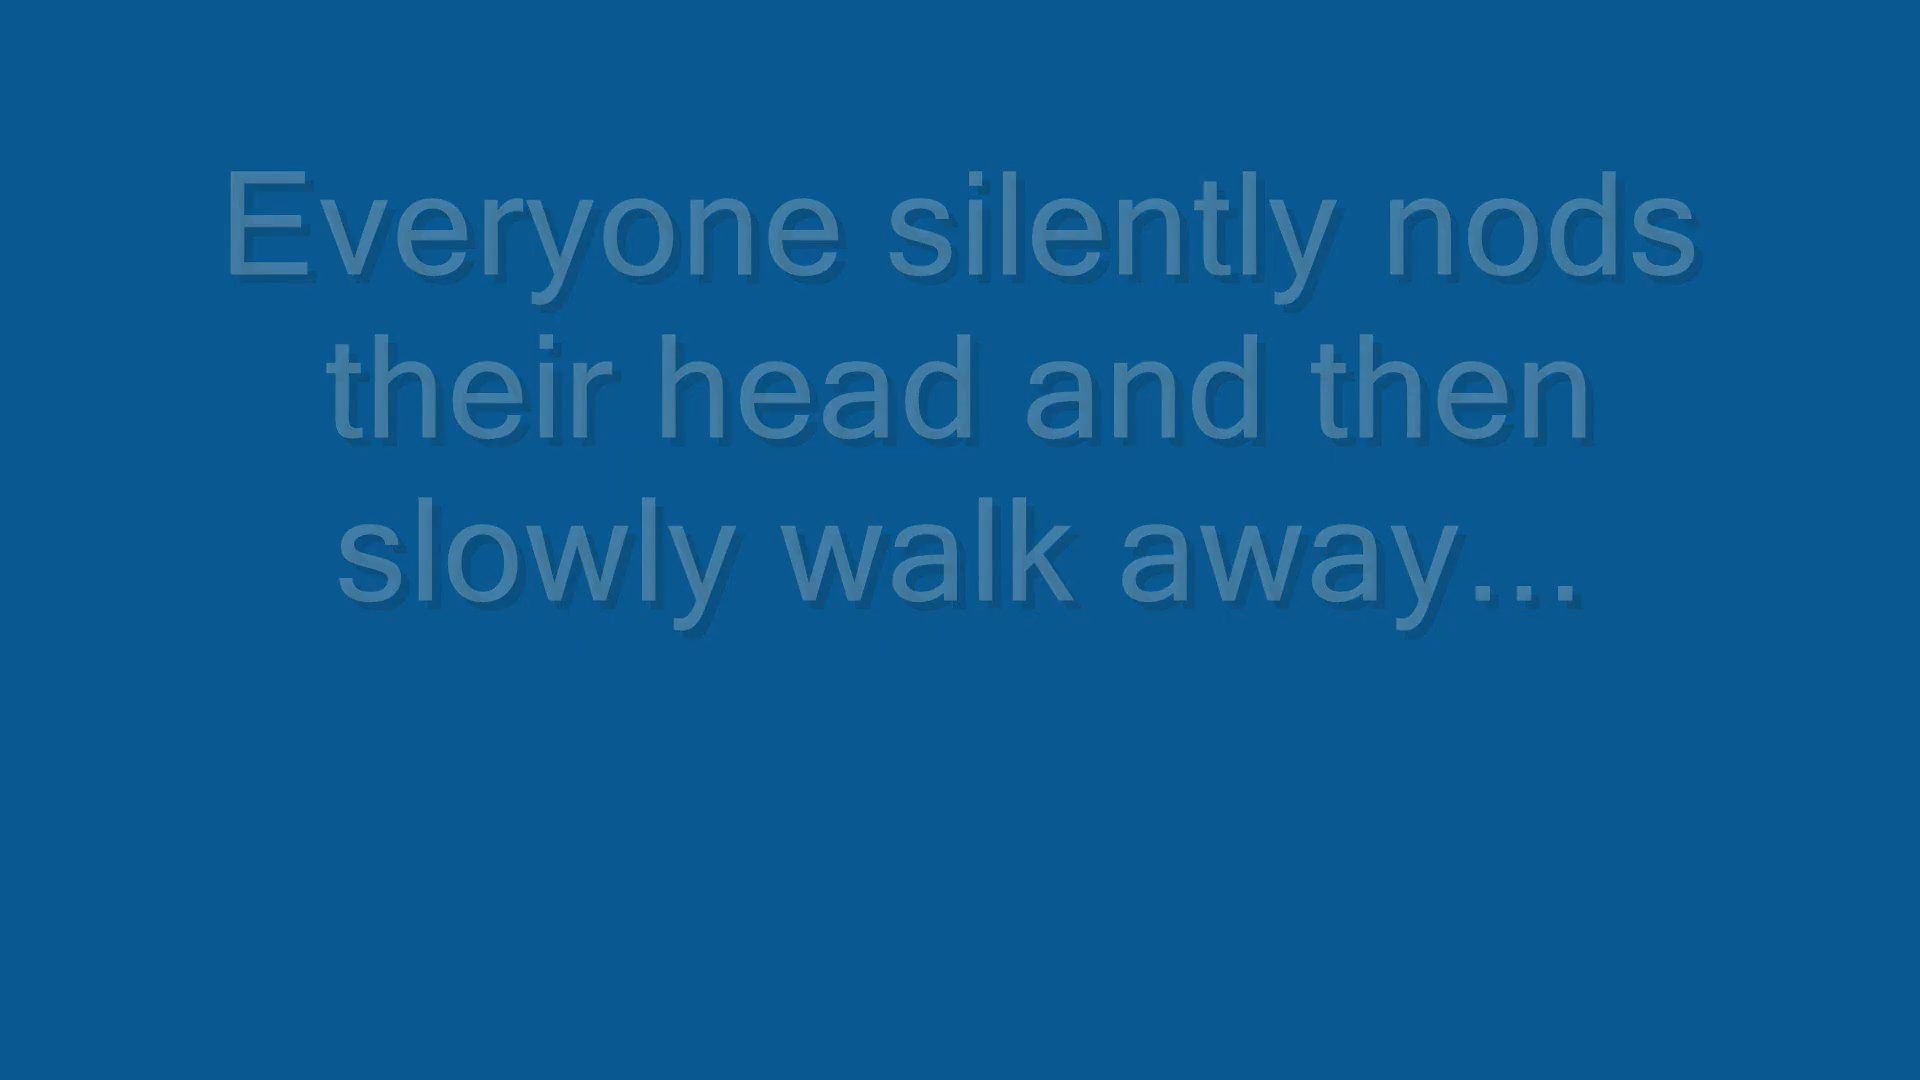 Everyone silently nods
their head and then
slowly walk away...